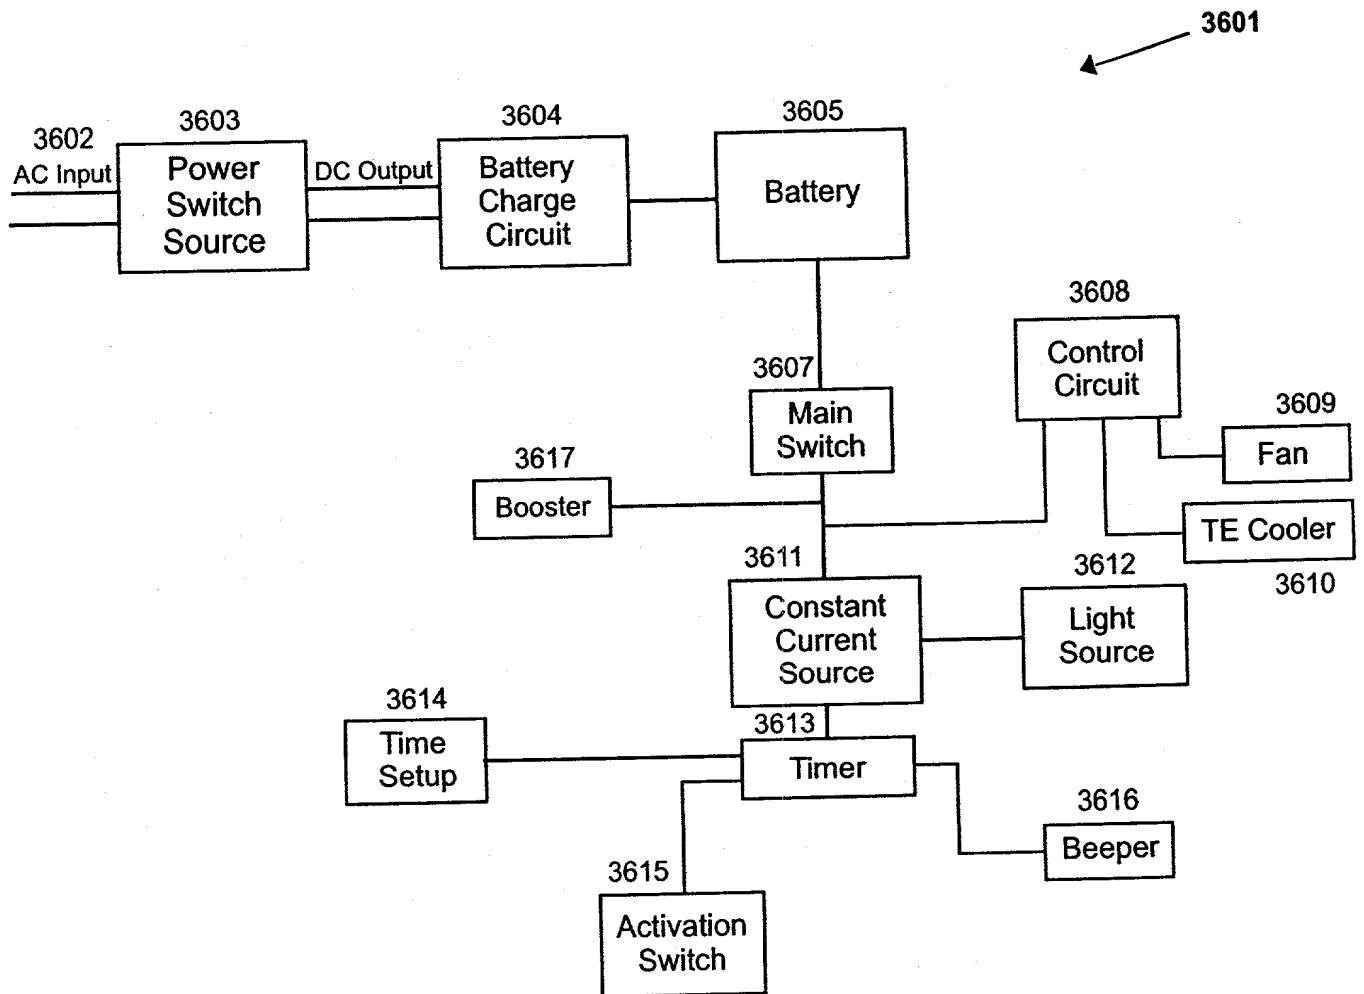 3601
3602
AC Input
3603
Power
Switch
Source
DC Output
3604
Battery
Charge
Circuit
3605
Battery
3607
Main
Switch
3608
Control
Circuit
3609
Fan
TE Cooler
3610
3617
Booster
3611
Constant
Current
Source
3612
Light
Source
3613
Timer
3614
Time
Setup
3615
Activation
Switch
3616
Beeper